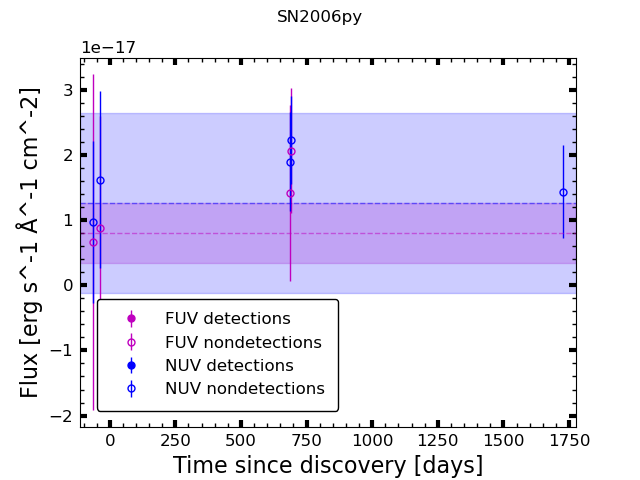 SN2006py
1e−17
Flux [erg s^-1 Å^-1 cm^-2]
3
2
1
0
−1
−2
FUV detections
FUV nondetections
NUV detections
NUV nondetections
0 250 500 750 1000 1250 1500 1750
Time since discovery [days]